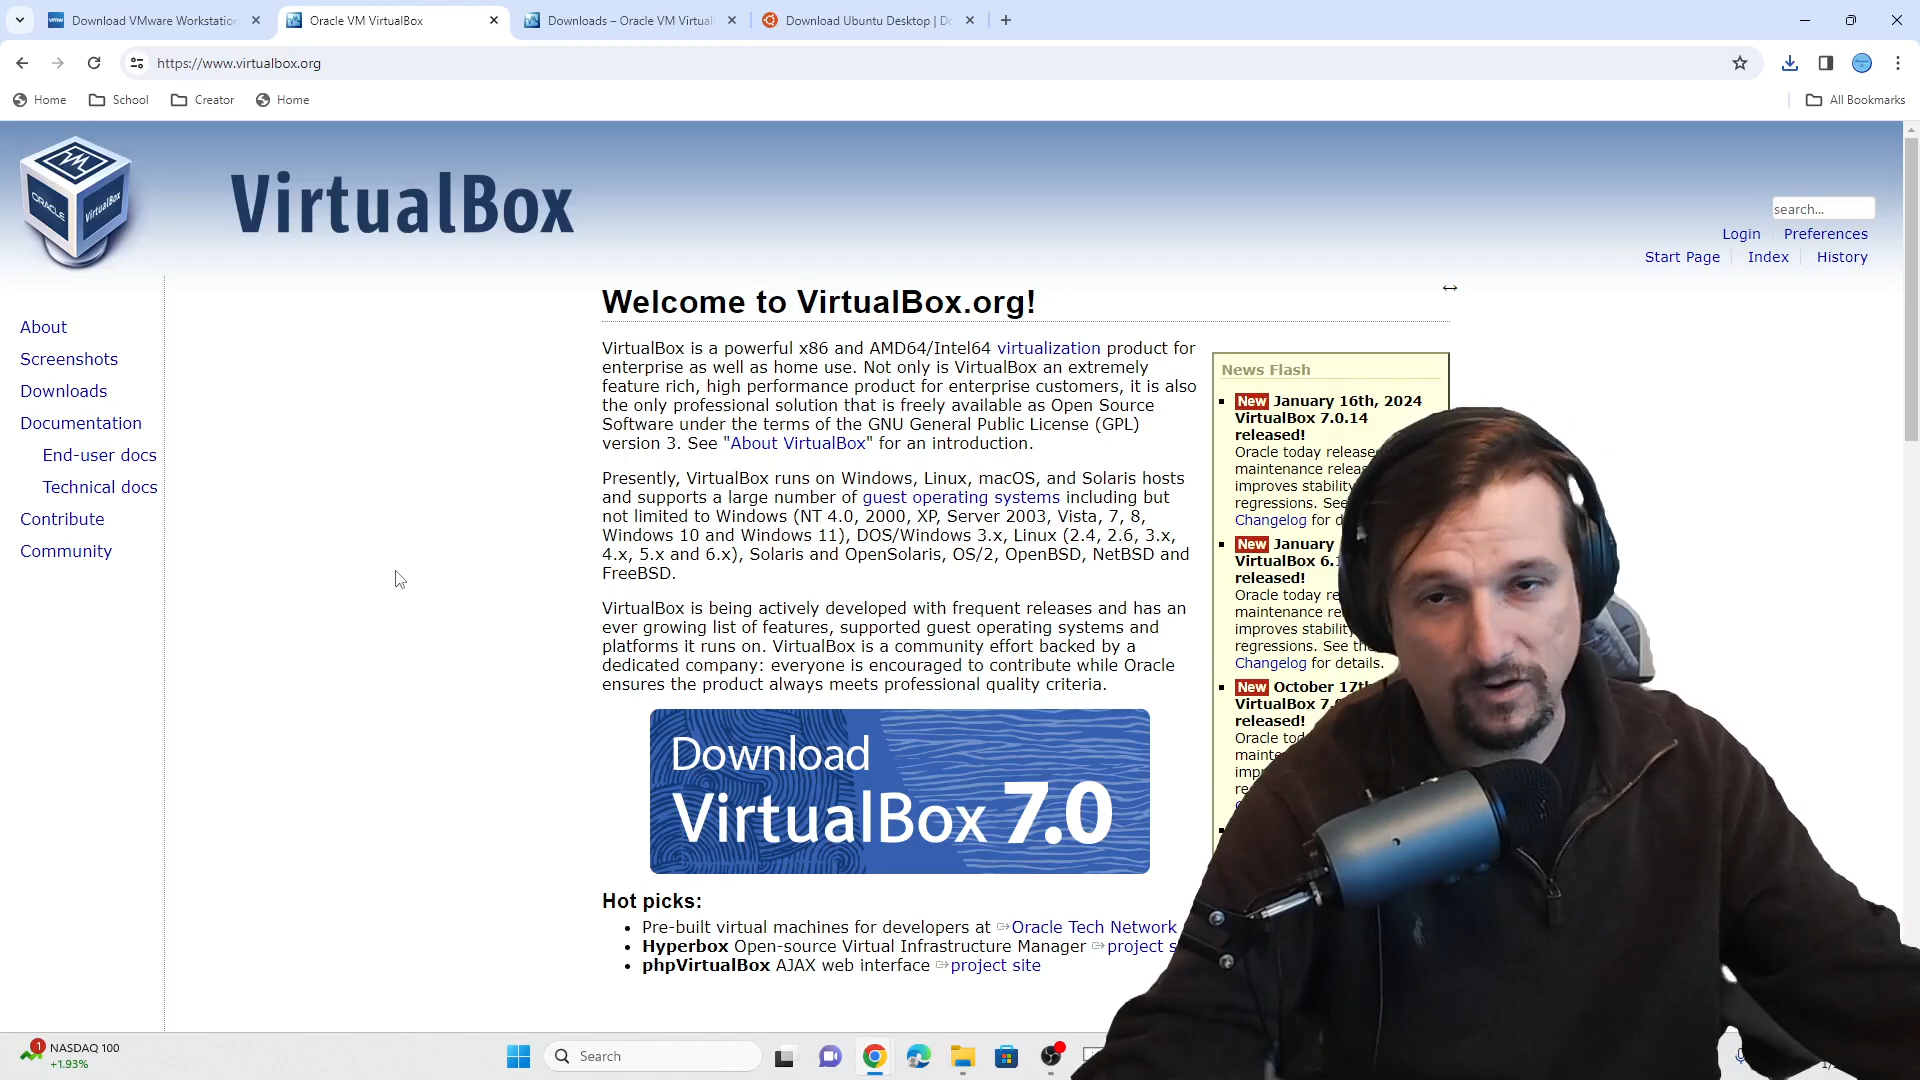 Download VMware Workstation
Oracle VM VirtualBox
Downloads – Oracle VM Virtual
Download Ubuntu Desktop | Do
https://www.virtualbox.org
Home
School
Creator
Home
All Bookmarks
ORACLE
VirtualBox
VirtualBox
search...
Login
Preferences
Start Page
Index
History
About
Screenshots
Downloads
Documentation
End-user docs
Technical docs
Contribute
Community
Welcome to VirtualBox.org!
VirtualBox is a powerful x86 and AMD64/Intel64 virtualization product for
enterprise as well as home use. Not only is VirtualBox an extremely
feature rich, high performance product for enterprise customers, it is also
the only professional solution that is freely available as Open Source
Software under the terms of the GNU General Public License (GPL)
version 3. See "About VirtualBox" for an introduction.
Presently, VirtualBox runs on Windows, Linux, macOS, and Solaris hosts
and supports a large number of guest operating systems including but
not limited to Windows (NT 4.0, 2000, XP, Server 2003, Vista, 7, 8,
Windows 10 and Windows 11), DOS/Windows 3.x, Linux (2.4, 2.6, 3.x,
4.x, 5.x and 6.x), Solaris and OpenSolaris, OS/2, OpenBSD, NetBSD and
FreeBSD.
VirtualBox is being actively developed with frequent releases and has an
ever growing list of features, supported guest operating systems and
platforms it runs on. VirtualBox is a community effort backed by a
dedicated company: everyone is encouraged to contribute while Oracle
ensures the product always meets professional quality criteria.
Download
VirtualBox 7.0
Hot picks:
Pre-built virtual machines for developers at Oracle Tech Network
Hyperbox Open-source Virtual Infrastructure Manager project s
phpVirtualBox AJAX web interface project site
News Flash
New January 16th, 2024
VirtualBox 7.0.14
released!
Oracle today release
maintenance relea
improves stability
regressions. See
Changelog for d
New January
VirtualBox 6.
released!
Oracle today re
maintenance re
improves stability
regressions. See the
Changelog for details.
New October 17th
VirtualBox 7.
released!
Oracle tod
mainte
imp
re
1
NASDAQ 100
+1.93%
Search